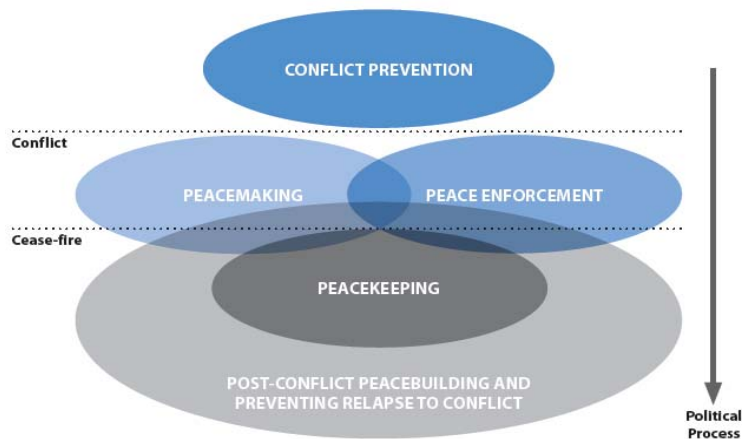 CONFLICT PREVENTION
Conflict
PEACEMAKING
PEACE ENFORCEMENT
Cease-fire
PEACEKEEPING
POST-CONFLICT PEACEBUILDING AND
PREVENTING RELAPSE TO CONFLICT
Political
Process